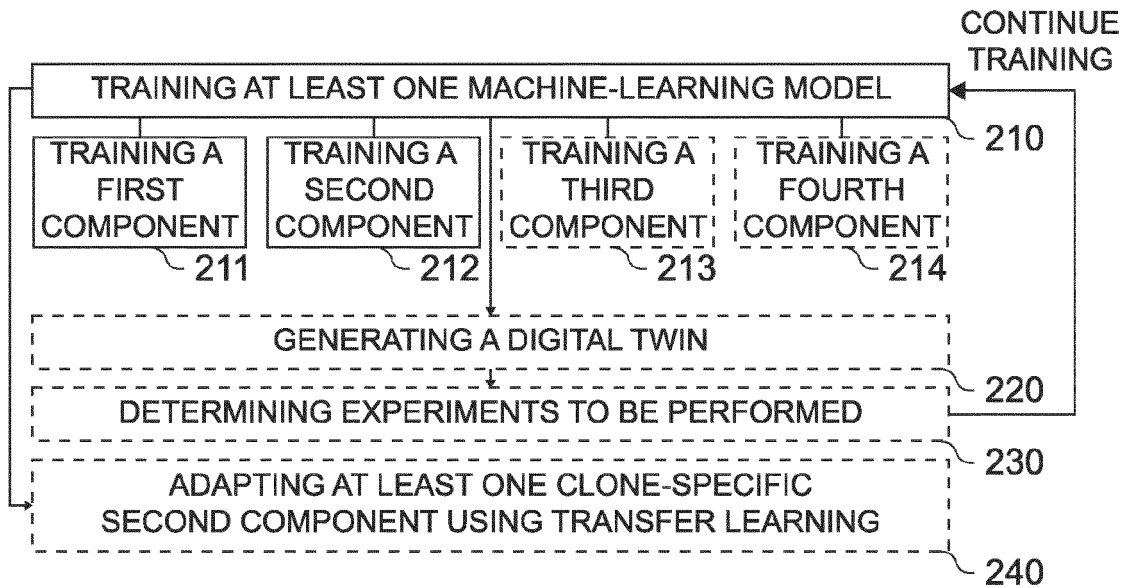 CONTINUE
TRAINING
TRAINING AT LEAST ONE MACHINE-LEARNING MODEL
210
TRAINING A
FIRST
COMPONENT
211
TRAINING A
SECOND
COMPONENT
212
TRAINING A
THIRD
COMPONENT
213
TRAINING A
FOURTH
COMPONENT
214
GENERATING A DIGITAL TWIN
220
DETERMINING EXPERIMENTS TO BE PERFORMED
230
ADAPTING AT LEAST ONE CLONE-SPECIFIC
SECOND COMPONENT USING TRANSFER LEARNING
240